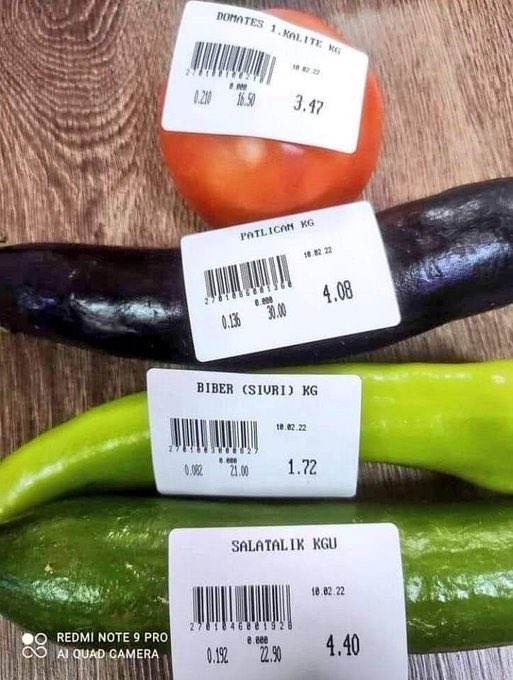 DOMATES 1.KALİTE KG
10.02.22
0.000
0.210 16.50 3.47
PATLICAN KG
10.02.22
0.000
0.136 30.00 4.08
BIBER (SIVRI) KG
10.02.22
0.000
0.082 21.00 1.72
SALATALIK KGU
10.02.22
2701046001928
0.000
0.192 22.90 4.40
REDMI NOTE 9 PRO
AI QUAD CAMERA